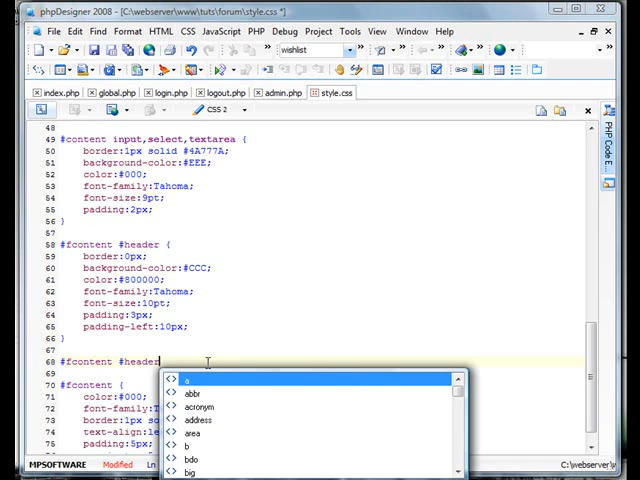 phpDesigner 2008 - [C:\webserver\www\tuts\forum\style.css *]
File Edit Find Format HTML CSS JavaScript PHP Debug Project Tools View Window Help
wishlist
index.php global.php login.php logout.php admin.php style.css
CSS 2
48
49 #content input,select,textarea {
50 border:1px solid #4A777A;
51 background-color:#EEE;
52 color:#000;
53 font-family:Tahoma;
54 font-size:9pt;
55 padding:2px;
56 }
57
58 #fcontent #header {
59 border:0px;
60 background-color:#CCC;
61 color:#800000;
62 font-family:Tahoma;
63 font-size:10pt;
64 padding:3px;
65 padding-left:10px;
66 }
67
68 #fcontent #header
69
70 #fcontent {
71 color:#000;
72 font-family:T
73 border:1px so
74 text-align:le
75 padding:5px;
a
abbr
acronym
address
area
b
bdo
big
PHP Code E...
MPSOFTWARE Modified Ln C:\webserver\w